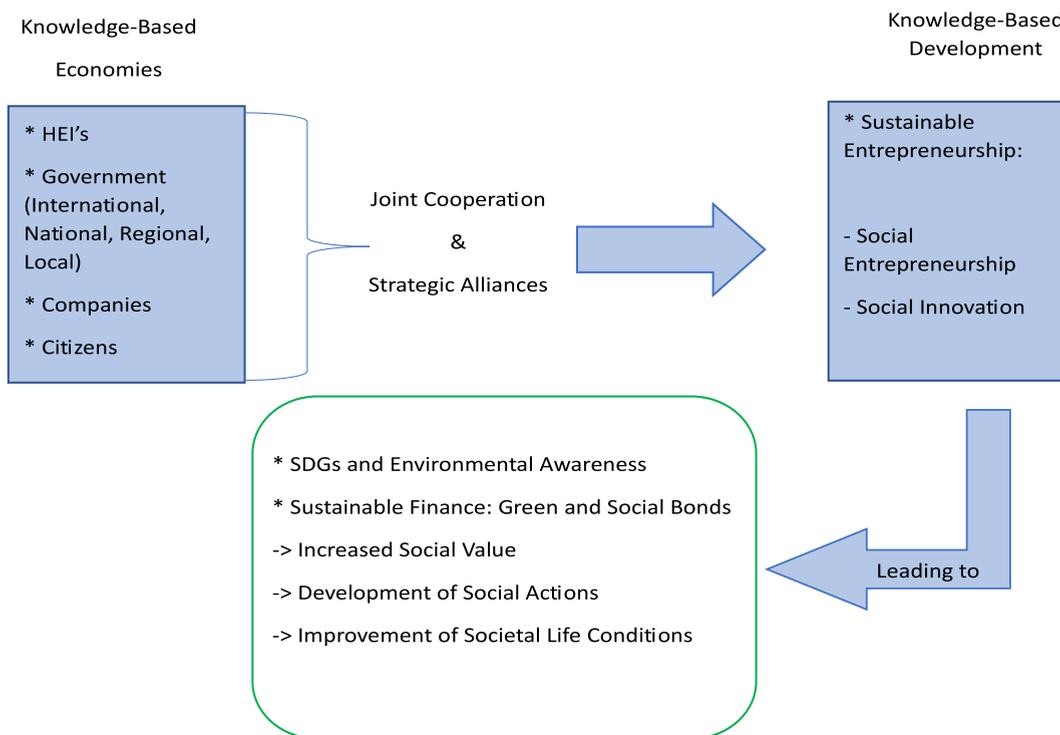 Knowledge-Based
Economies
* HEI’s
* Government
(International,
National, Regional,
Local)
* Companies
* Citizens
Joint Cooperation
&
Strategic Alliances
Knowledge-Based
Development
* Sustainable
Entrepreneurship:
- Social
Entrepreneurship
- Social Innovation
Leading to
* SDGs and Environmental Awareness
* Sustainable Finance: Green and Social Bonds
-> Increased Social Value
-> Development of Social Actions
-> Improvement of Societal Life Conditions